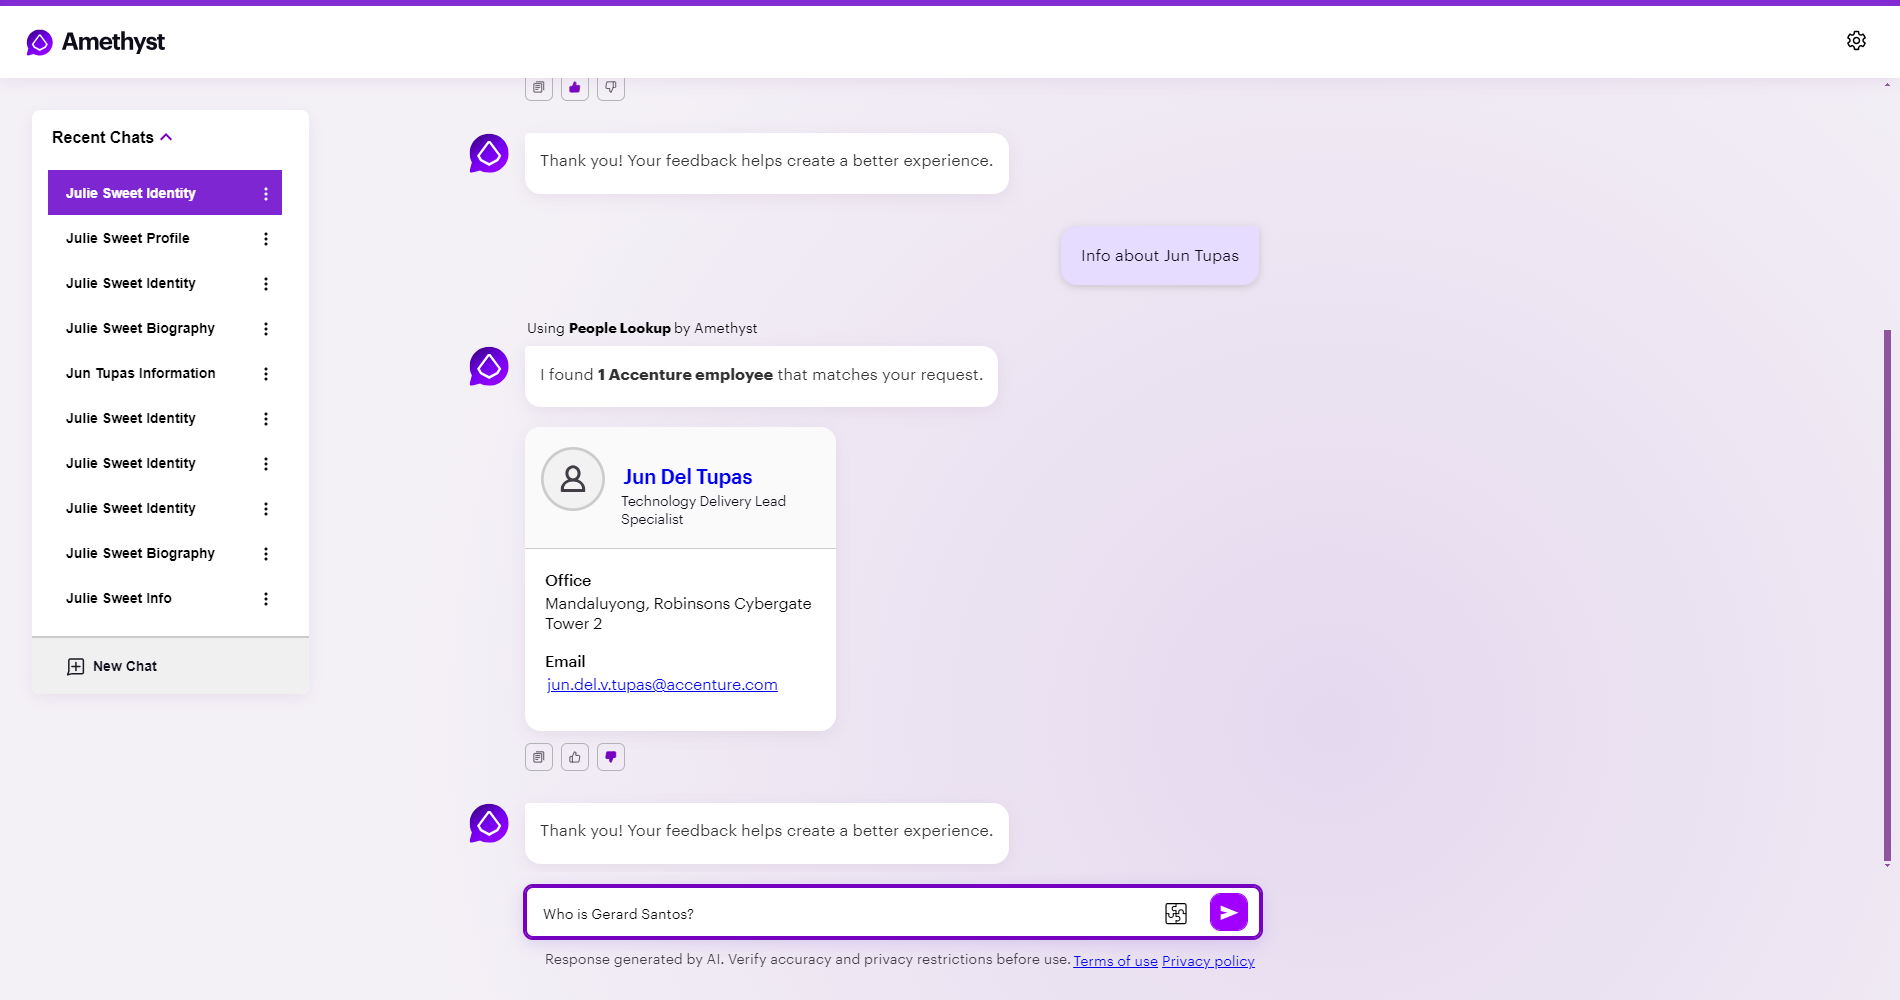 Amethyst
Recent Chats
Julie Sweet Identity
Julie Sweet Profile
Julie Sweet Identity
Julie Sweet Biography
Jun Tupas Information
Julie Sweet Identity
Julie Sweet Identity
Julie Sweet Identity
Julie Sweet Biography
Julie Sweet Info
New Chat
Thank you! Your feedback helps create a better experience.
Info about Jun Tupas
Using People Lookup by Amethyst
I found 1 Accenture employee that matches your request.
Jun Del Tupas
Technology Delivery Lead
Specialist
Office
Mandaluyong, Robinsons Cybergate
Tower 2
Email
jun.del.v.tupas@accenture.com
Thank you! Your feedback helps create a better experience.
Who is Gerard Santos?
Response generated by AI. Verify accuracy and privacy restrictions before use. Terms of use Privacy policy